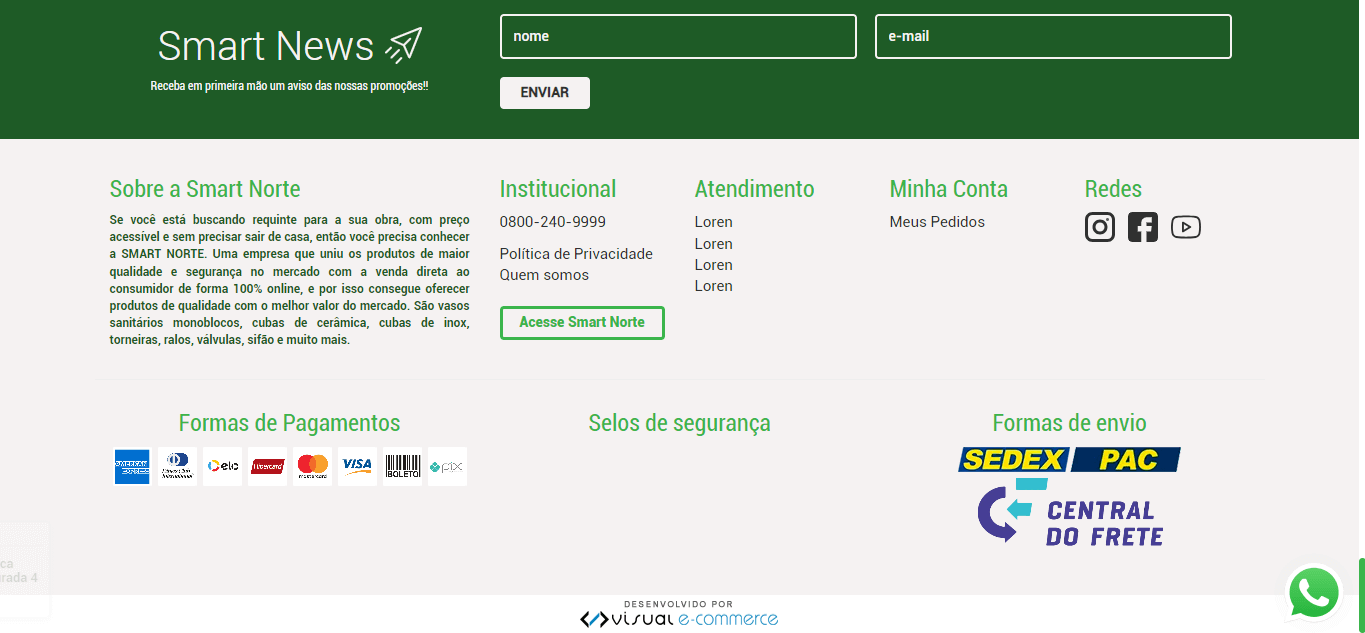 Smart News
Receba em primeira mão um aviso das nossas promoções!!
nome
e-mail
ENVIAR
Sobre a Smart Norte
Se você está buscando requinte para a sua obra, com preço
acessível e sem precisar sair de casa, então você precisa conhecer
a SMART NORTE. Uma empresa que uniu os produtos de maior
qualidade e segurança no mercado com a venda direta ao
consumidor de forma 100% online, e por isso consegue oferecer
produtos de qualidade com o melhor valor do mercado. São vasos
sanitários monoblocos, cubas de cerâmica, cubas de inox,
torneiras, ralos, válvulas, sifão e muito mais.
Institucional
0800-240-9999
Política de Privacidade
Quem somos
Acesse Smart Norte
Atendimento
Loren
Loren
Loren
Loren
Minha Conta
Meus Pedidos
Redes
Formas de Pagamentos
AMERICAN
EXPRESS
Diners Club
International
elo
Hipercard
mastercard
VISA
BOLETO
pix
Selos de segurança
Formas de envio
SEDEX PAC
CENTRAL
DO FRETE
ca
rada 4
DESENVOLVIDO POR
visual e-commerce